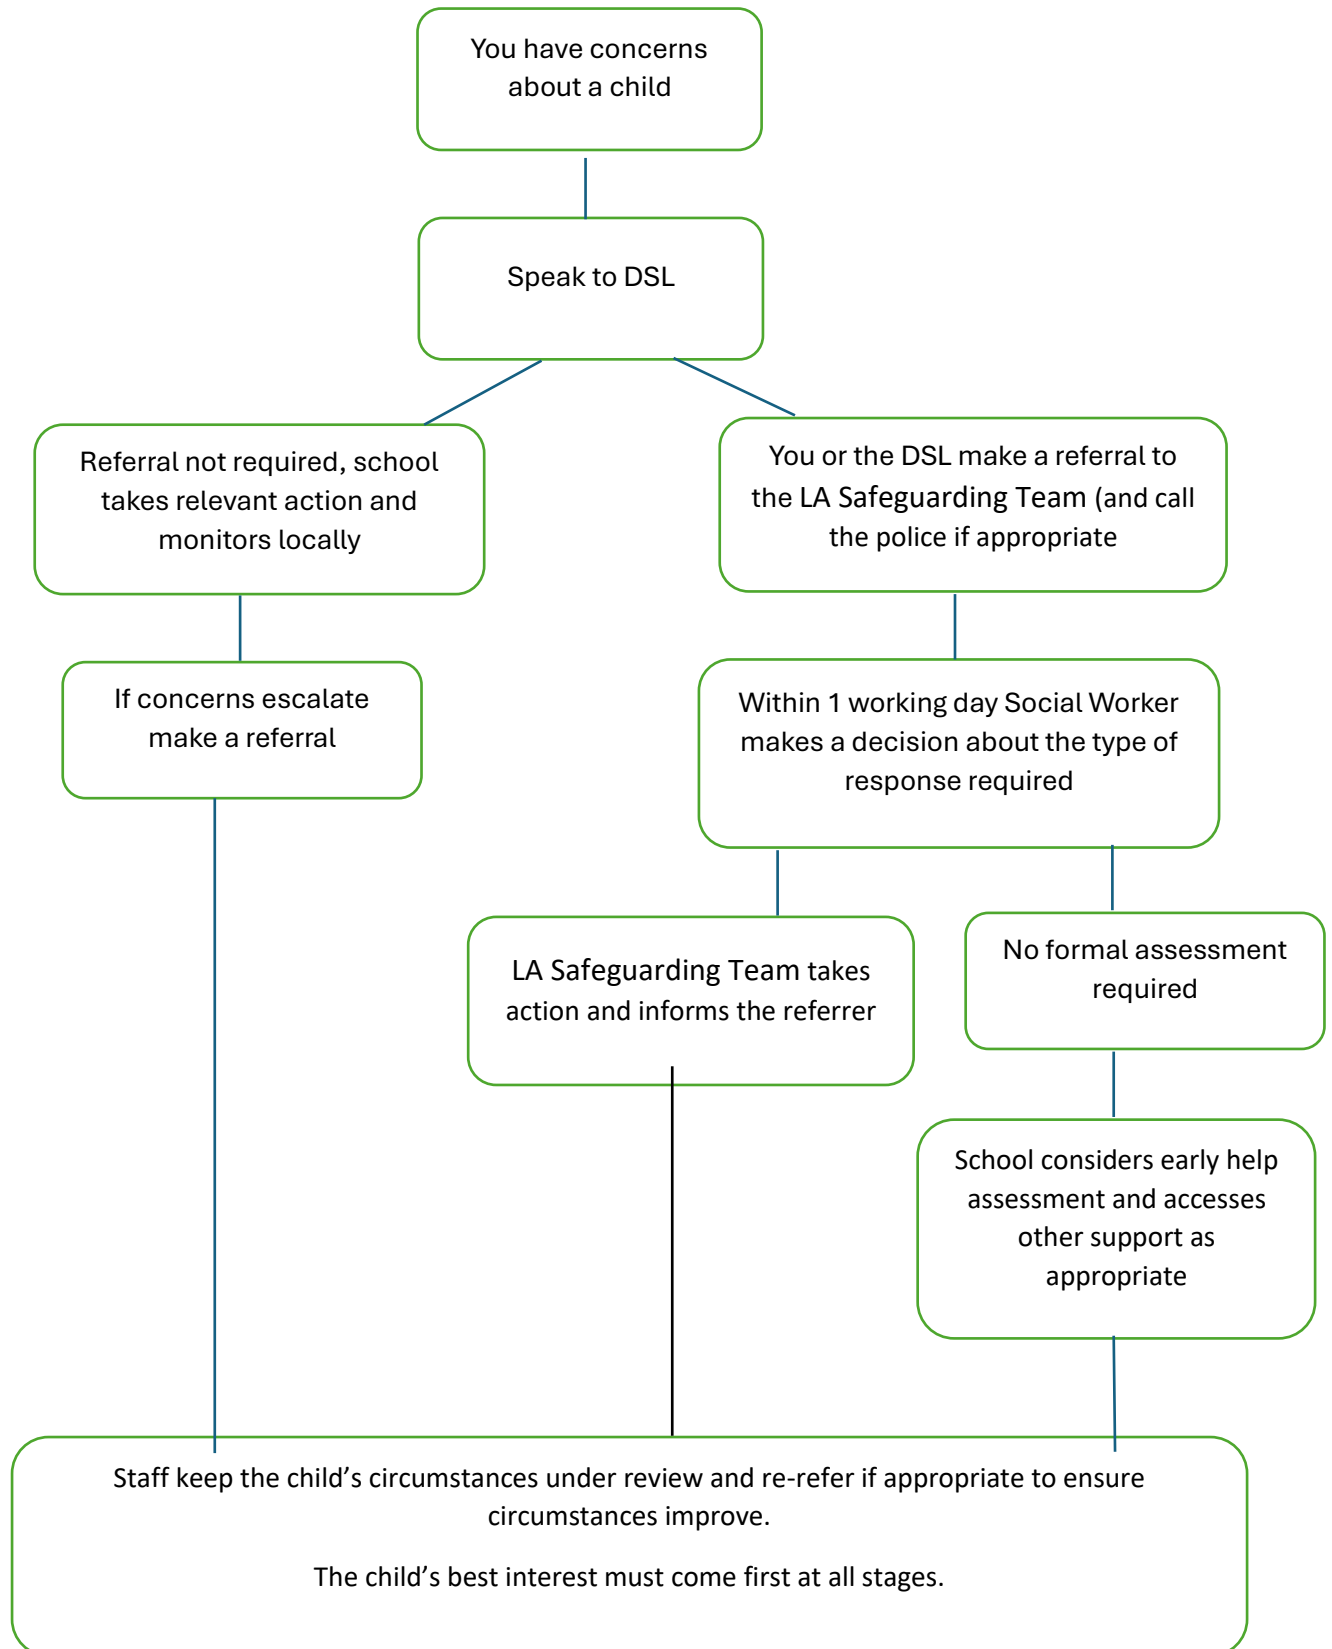 You have concerns
about a child
Speak to DSL
Referral not required, school
takes relevant action and
monitors locally
You or the DSL make a referral to
the LA Safeguarding Team (and call
the police if appropriate
If concerns escalate
make a referral
Within 1 working day Social Worker
makes a decision about the type of
response required
LA Safeguarding Team takes
action and informs the referrer
No formal assessment
required
School considers early help
assessment and accesses
other support as
appropriate
Staff keep the child’s circumstances under review and re-refer if appropriate to ensure
circumstances improve.
The child’s best interest must come first at all stages.